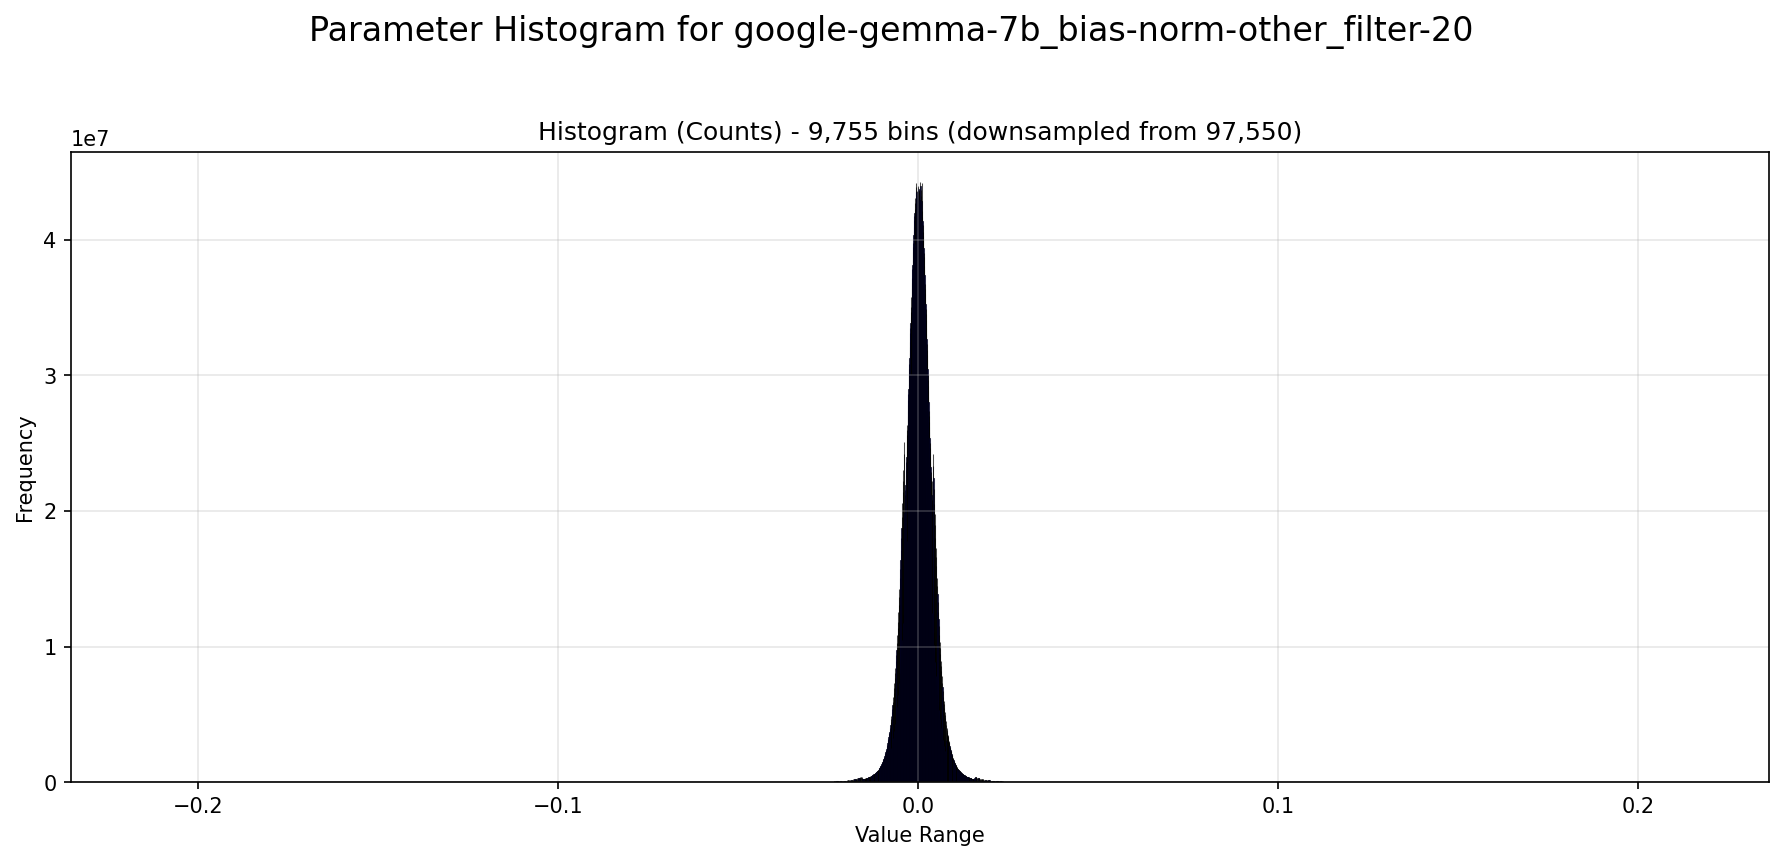 Parameter Histogram for google-gemma-7b_bias-norm-other_filter-20
Histogram (Counts) - 9,755 bins (downsampled from 97,550)
1e7
4
3
2
1
0
Frequency
−0.2
−0.1
0.0
0.1
0.2
Value Range